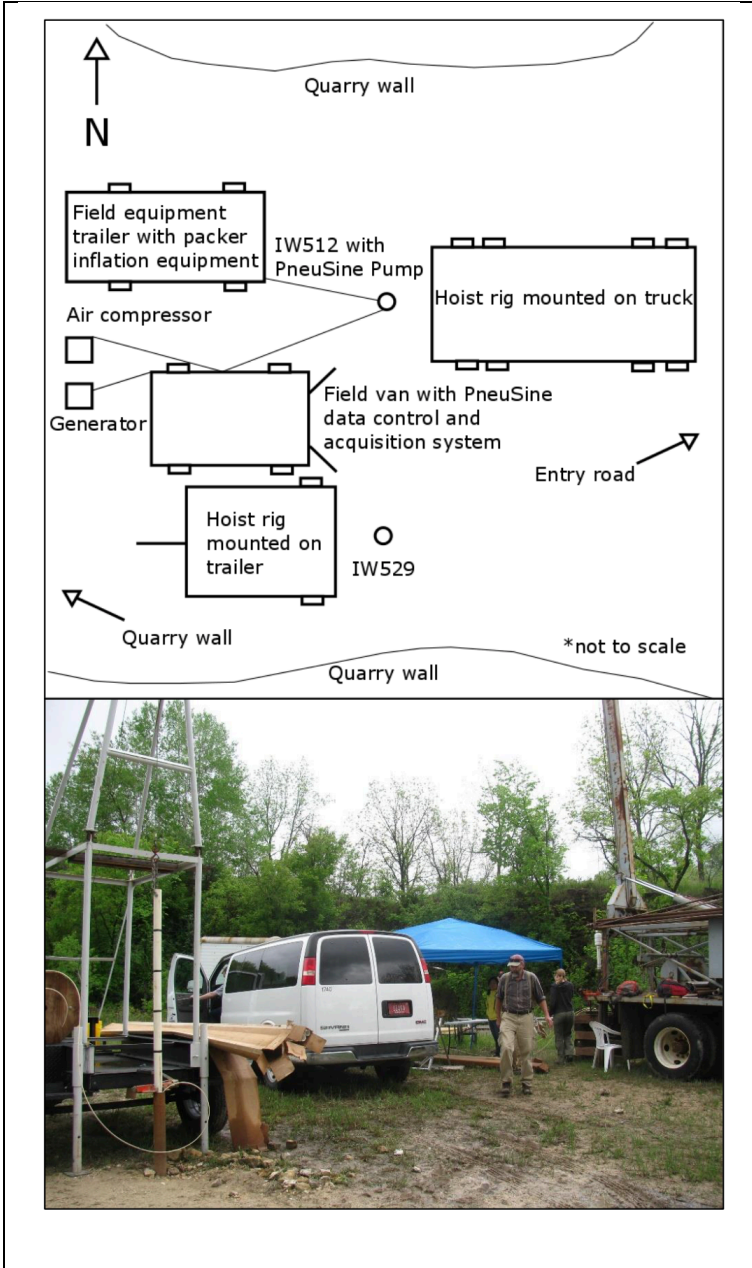 Quarry wall
N
Field equipment
trailer with packer
inflation equipment
IW512 with
PneuSine Pump
Hoist rig mounted on truck
Air compressor
Generator
Field van with PneuSine
data control and
acquisition system
Entry road
Hoist rig
mounted on
trailer
IW529
Quarry wall
*not to scale
Quarry wall